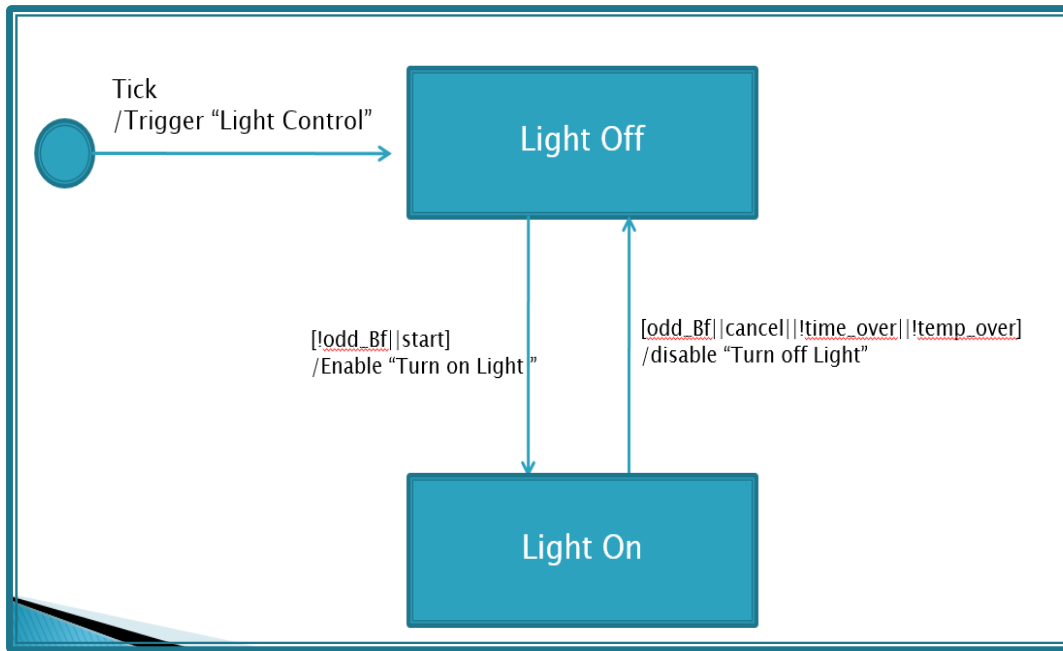 Tick
/Trigger “Light Control”
Light Off
[!odd_Bf||start]
/Enable “Turn on Light ”
[odd_Bf||cancel||!time_over||!temp_over]
/disable “Turn off Light”
Light On